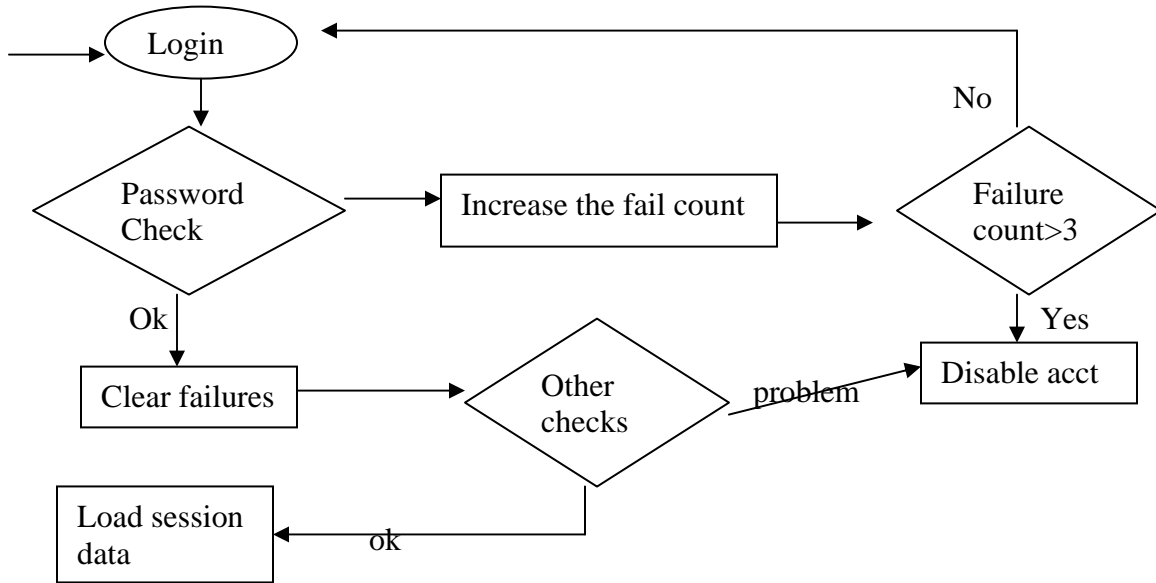 Login
No
Password
Check
Increase the fail count
Failure
count>3
Ok
Yes
Clear failures
Other
checks
problem
Disable acct
Load session
data
ok